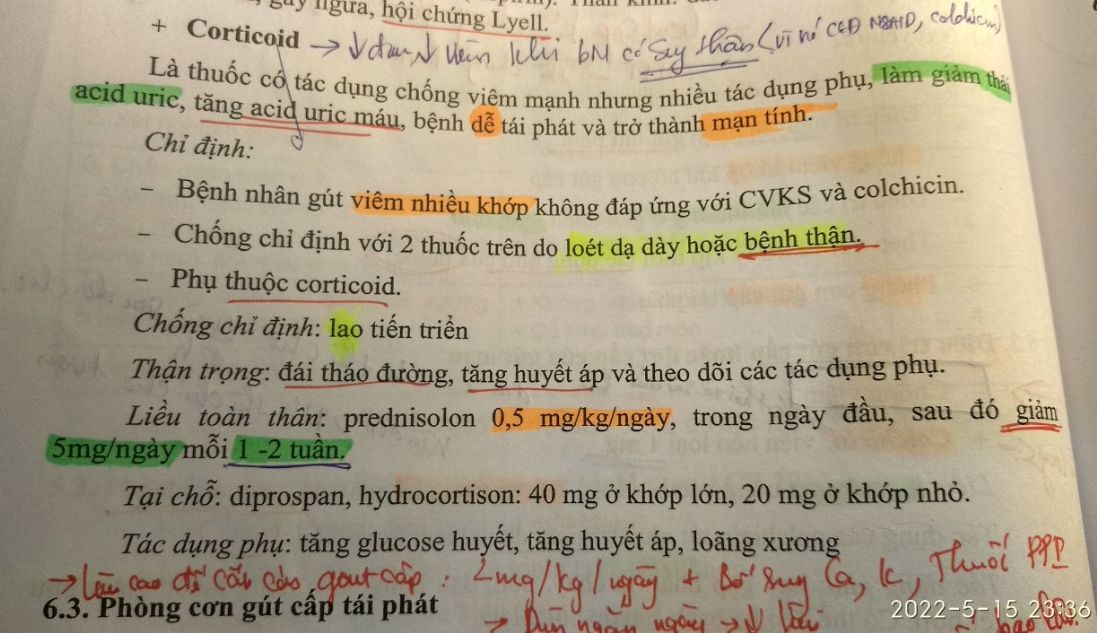 gây ngứa, hội chứng Lyell.
+ Corticoid → ↓ đau, ↓ viêm khi BN có suy thận (vì nó CCĐ NSAID, colchicin)
Là thuốc có tác dụng chống viêm mạnh nhưng nhiều tác dụng phụ, làm giảm thải
acid uric, tăng acid uric máu, bệnh dễ tái phát và trở thành mạn tính.
Chỉ định:
− Bệnh nhân gút viêm nhiều khớp không đáp ứng với CVKS và colchicin.
− Chống chỉ định với 2 thuốc trên do loét dạ dày hoặc bệnh thận.
− Phụ thuộc corticoid.
Chống chỉ định: lao tiến triển
Thận trọng: đái tháo đường, tăng huyết áp và theo dõi các tác dụng phụ.
Liều toàn thân: prednisolon 0,5 mg/kg/ngày, trong ngày đầu, sau đó giảm
5mg/ngày mỗi 1 -2 tuần.
Tại chỗ: diprospan, hydrocortison: 40 mg ở khớp lớn, 20 mg ở khớp nhỏ.
Tác dụng phụ: tăng glucose huyết, tăng huyết áp, loãng xương
→ cao để cắt cơn gout cấp: 2mg/kg/ngày + Bổ sung Ca, K, Thuốc PPI
6.3. Phòng cơn gút cấp tái phát
→ Dùng ngắn ngày → ↓
2022-5-15 23:36